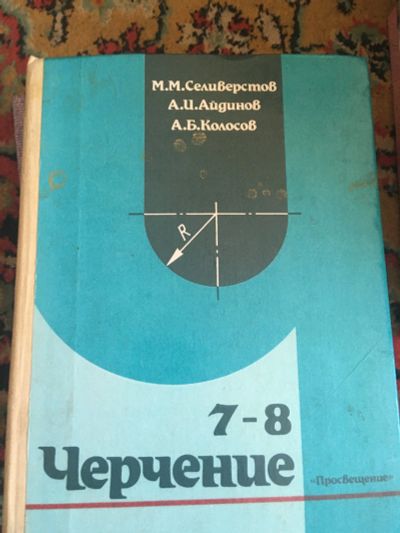 М.М.Селиверстов
А.И.Айдинов
А.Б.Колосов
R
7-8
Черчение
«Просвещение»